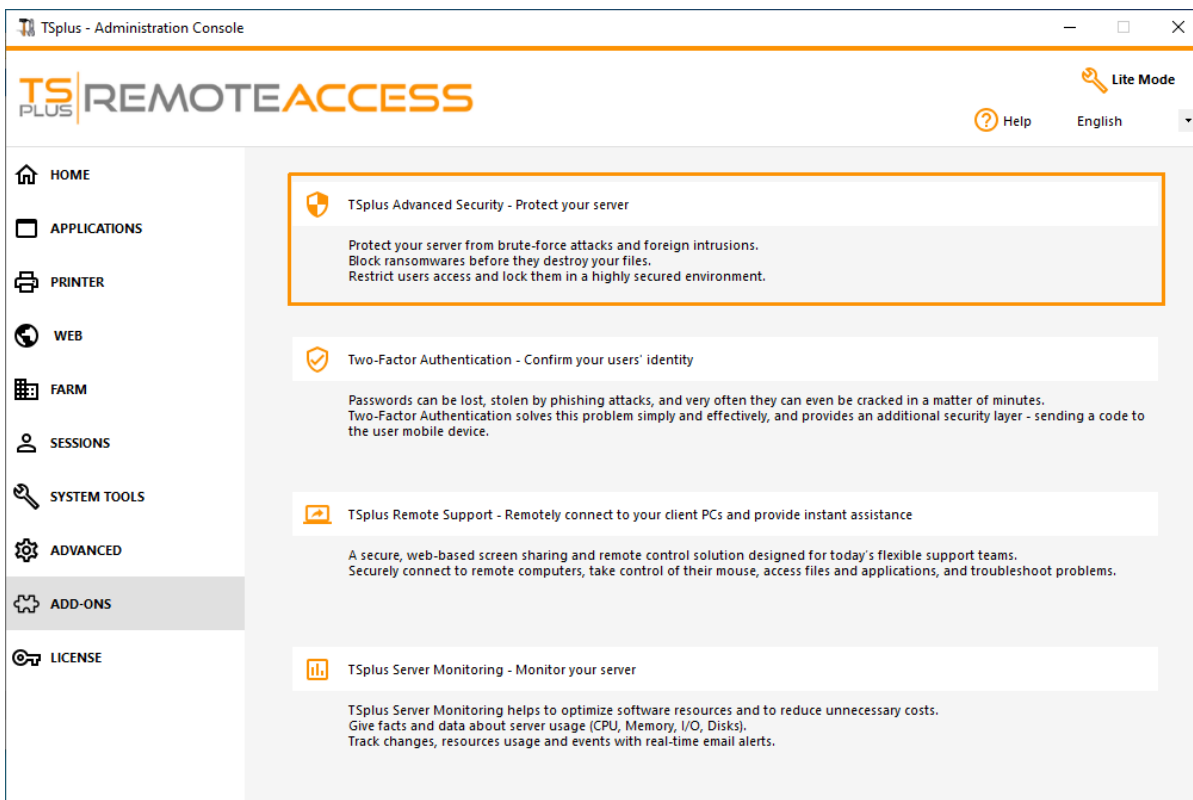 TSplus - Administration Console
TS PLUS REMOTEACCESS
Lite Mode
Help
English
HOME
APPLICATIONS
PRINTER
WEB
FARM
SESSIONS
SYSTEM TOOLS
ADVANCED
ADD-ONS
LICENSE
TSplus Advanced Security - Protect your server
Protect your server from brute-force attacks and foreign intrusions.
Block ransomwares before they destroy your files.
Restrict users access and lock them in a highly secured environment.
Two-Factor Authentication - Confirm your users' identity
Passwords can be lost, stolen by phishing attacks, and very often they can even be cracked in a matter of minutes.
Two-Factor Authentication solves this problem simply and effectively, and provides an additional security layer - sending a code to
the user mobile device.
TSplus Remote Support - Remotely connect to your client PCs and provide instant assistance
A secure, web-based screen sharing and remote control solution designed for today's flexible support teams.
Securely connect to remote computers, take control of their mouse, access files and applications, and troubleshoot problems.
TSplus Server Monitoring - Monitor your server
TSplus Server Monitoring helps to optimize software resources and to reduce unnecessary costs.
Give facts and data about server usage (CPU, Memory, I/O, Disks).
Track changes, resources usage and events with real-time email alerts.